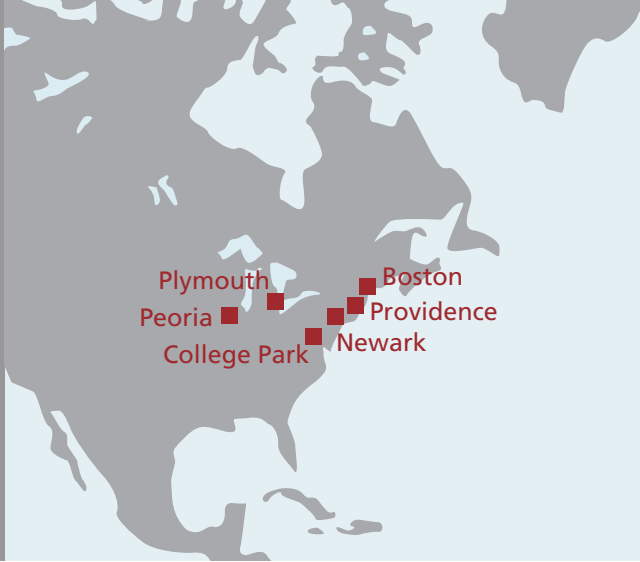 Plymouth
Boston
Peoria
Providence
College Park
Newark